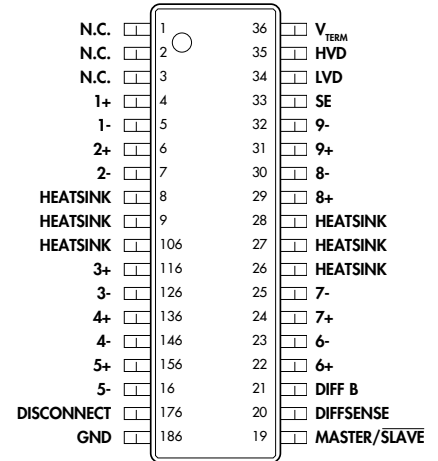 N.C. 1 36 VTERM
N.C. 2 35 HVD
N.C. 3 34 LVD
1+ 4 33 SE
1- 5 32 9-
2+ 6 31 9+
2- 7 30 8-
HEATSINK 8 29 8+
HEATSINK 9 28 HEATSINK
HEATSINK 106 27 HEATSINK
3+ 116 26 HEATSINK
3- 126 25 7-
4+ 136 24 7+
4- 146 23 6-
5+ 156 22 6+
5- 16 21 DIFF B
DISCONNECT 176 20 DIFFSENSE
GND 186 19 MASTER/SLAVE